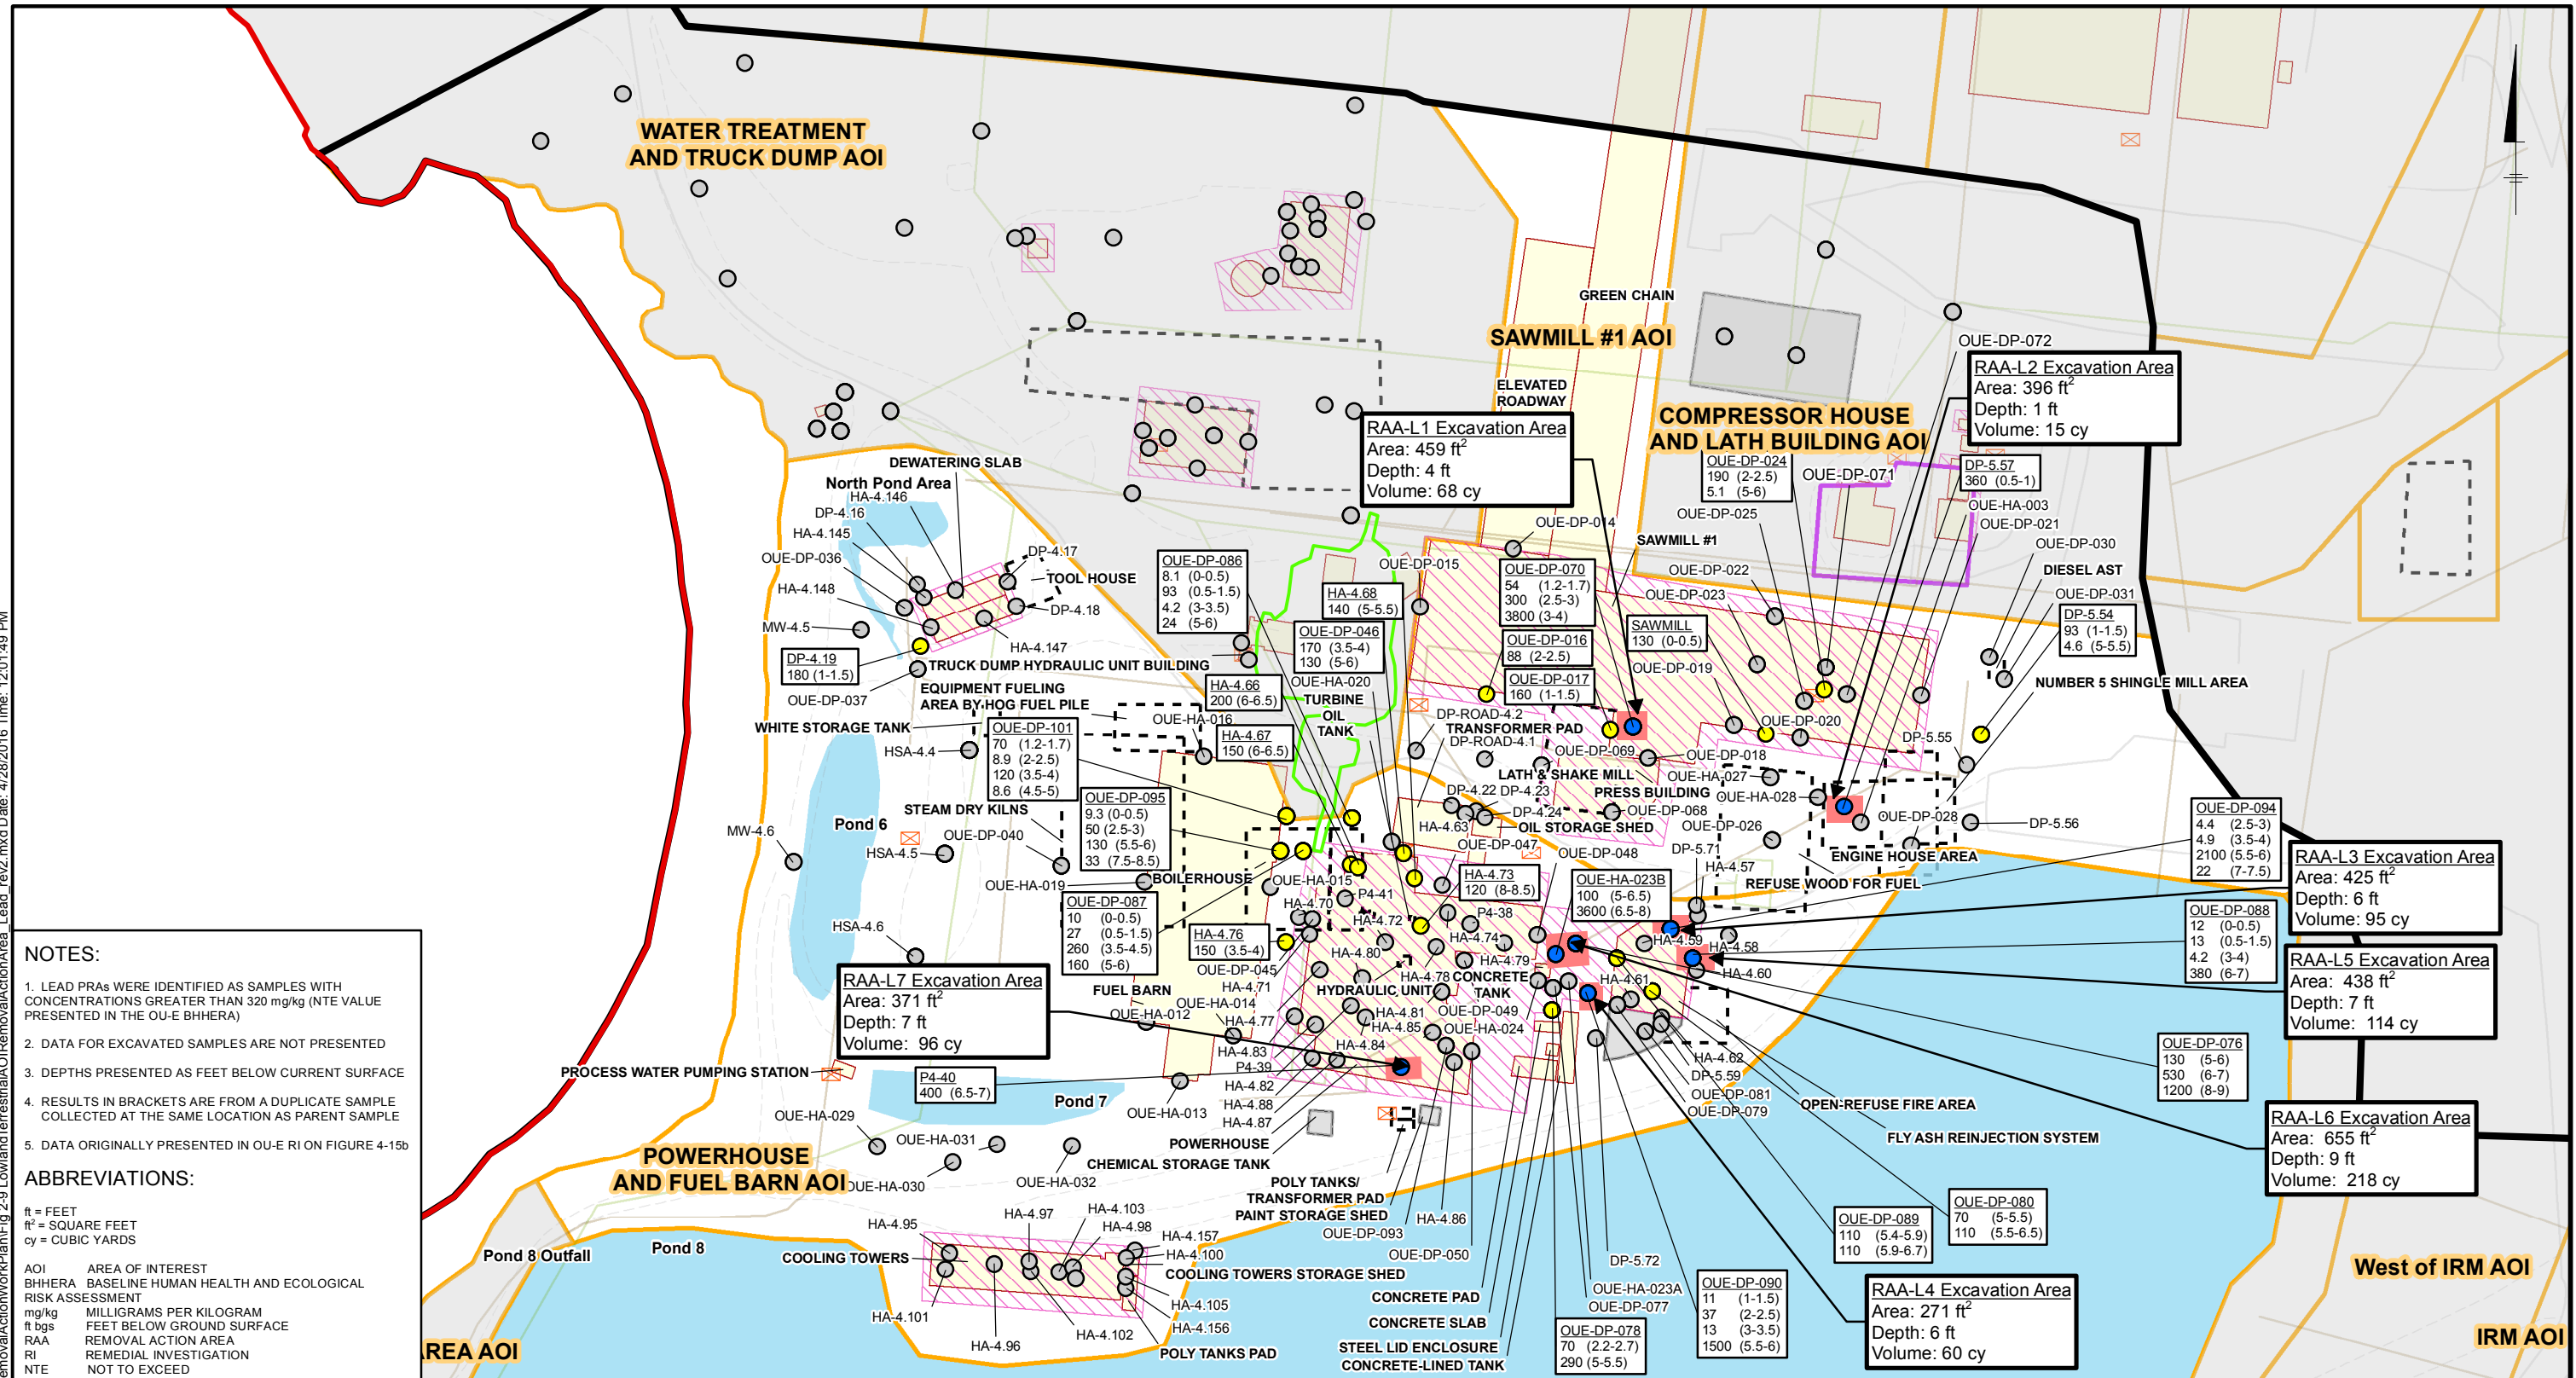 WATER TREATMENT
AND TRUCK DUMP AOI
GREEN CHAIN
SAWMILL #1 AOI
ELEVATED
ROADWAY
COMPRESSOR HOUSE
AND LATH BUILDING AOI
OUE-DP-072
RAA-L2 Excavation Area
Area: 396 ft²
Depth: 1 ft
Volume: 15 cy
RAA-L1 Excavation Area
Area: 459 ft²
Depth: 4 ft
Volume: 68 cy
OUE-DP-024
190 (2-2.5)
5.1 (5-6)
OUE-DP-071
DP-5.57
360 (0.5-1)
OUE-HA-003
OUE-DP-021
OUE-DP-025
OUE-DP-030
DIESEL AST
OUE-DP-031
DP-5.54
93 (1-1.5)
4.6 (5-5.5)
NUMBER 5 SHINGLE MILL AREA
DEWATERING SLAB
North Pond Area
HA-4.146
DP-4.16
HA-4.145
OUE-DP-036
HA-4.148
MW-4.5
DP-4.19
180 (1-1.5)
OUE-DP-037
DP-4.17
TOOL HOUSE
DP-4.18
HA-4.147
TRUCK DUMP HYDRAULIC UNIT BUILDING
EQUIPMENT FUELING
AREA BY HOG FUEL PILE
WHITE STORAGE TANK
HSA-4.4
OUE-HA-016
OUE-DP-086
8.1 (0-0.5)
93 (0.5-1.5)
4.2 (3-3.5)
24 (5-6)
HA-4.68
140 (5-5.5)
OUE-DP-046
170 (3.5-4)
130 (5-6)
OUE-HA-020
HA-4.66
200 (6-6.5)
HA-4.67
150 (6-6.5)
TURBINE
OIL
TANK
OUE-DP-014
OUE-DP-015
SAWMILL #1
OUE-DP-070
54 (1.2-1.7)
300 (2.5-3)
3800 (3-4)
OUE-DP-016
88 (2-2.5)
OUE-DP-017
160 (1-1.5)
OUE-DP-022
OUE-DP-023
SAWMILL
130 (0-0.5)
OUE-DP-019
OUE-DP-020
DP-5.55
DP-ROAD-4.2
TRANSFORMER PAD
DP-ROAD-4.1
OUE-DP-069
OUE-DP-018
LATH & SHAKE MILL
OUE-HA-027
PRESS BUILDING
OUE-HA-028
DP-4.22
DP-4.23
DP-4.24
HA-4.63
OIL STORAGE SHED
OUE-DP-068
OUE-DP-026
OUE-DP-028
DP-5.56
OUE-DP-047
OUE-DP-048
DP-5.71
HA-4.57
ENGINE HOUSE AREA
REFUSE WOOD FOR FUEL
OUE-DP-101
70 (1.2-1.7)
8.9 (2-2.5)
120 (3.5-4)
8.6 (4.5-5)
OUE-DP-095
9.3 (0-0.5)
50 (2.5-3)
130 (5.5-6)
33 (7.5-8.5)
STEAM DRY KILNS
Pond 6
OUE-DP-040
MW-4.6
HSA-4.5
OUE-HA-019
BOILERHOUSE
OUE-HA-015
P4-41
HA-4.70
HA-4.72
P4-38
HA-4.73
120 (8-8.5)
OUE-HA-023B
100 (5-6.5)
3600 (6.5-8)
OUE-DP-094
4.4 (2.5-3)
4.9 (3.5-4)
2100 (5.5-6)
22 (7-7.5)
RAA-L3 Excavation Area
Area: 425 ft²
Depth: 6 ft
Volume: 95 cy
OUE-DP-088
12 (0-0.5)
13 (0.5-1.5)
4.2 (3-4)
380 (6-7)
RAA-L5 Excavation Area
Area: 438 ft²
Depth: 7 ft
Volume: 114 cy
OUE-DP-087
10 (0-0.5)
27 (0.5-1.5)
260 (3.5-4.5)
160 (5-6)
HA-4.76
150 (3.5-4)
HSA-4.6
HA-4.74
HA-4.80
HA-4.79
HA-4.78
CONCRETE
TANK
HYDRAULIC UNIT
HA-4.59
HA-4.58
HA-4.60
HA-4.61
OUE-DP-045
HA-4.71
OUE-HA-014
FUEL BARN
OUE-HA-012
HA-4.77
HA-4.81
OUE-DP-049
HA-4.85
OUE-HA-024
HA-4.83
HA-4.84
P4-39
HA-4.82
HA-4.88
HA-4.87
RAA-L7 Excavation Area
Area: 371 ft²
Depth: 7 ft
Volume: 96 cy
PROCESS WATER PUMPING STATION
P4-40
400 (6.5-7)
Pond 7
OUE-HA-013
OUE-HA-029
OUE-HA-031
OUE-HA-030
OUE-HA-032
POWERHOUSE
CHEMICAL STORAGE TANK
POWERHOUSE
AND FUEL BARN AOI
HA-4.62
DP-5.59
OUE-DP-081
OUE-DP-079
OPEN-REFUSE FIRE AREA
FLY ASH REINJECTION SYSTEM
OUE-DP-076
130 (5-6)
530 (6-7)
1200 (8-9)
RAA-L6 Excavation Area
Area: 655 ft²
Depth: 9 ft
Volume: 218 cy
POLY TANKS/
TRANSFORMER PAD
PAINT STORAGE SHED
OUE-DP-093
HA-4.86
OUE-DP-050
OUE-DP-080
70 (5-5.5)
110 (5.5-6.5)
OUE-DP-089
110 (5.4-5.9)
110 (5.9-6.7)
DP-5.72
OUE-HA-023A
OUE-DP-077
OUE-DP-090
11 (1-1.5)
37 (2-2.5)
13 (3-3.5)
1500 (5.5-6)
RAA-L4 Excavation Area
Area: 271 ft²
Depth: 6 ft
Volume: 60 cy
OUE-DP-078
70 (2.2-2.7)
290 (5-5.5)
CONCRETE PAD
CONCRETE SLAB
STEEL LID ENCLOSURE
CONCRETE-LINED TANK
HA-4.95
HA-4.97
HA-4.103
HA-4.98
HA-4.157
HA-4.100
COOLING TOWERS
COOLING TOWERS STORAGE SHED
HA-4.105
HA-4.156
HA-4.101
HA-4.96
HA-4.102
POLY TANKS PAD
Pond 8 Outfall
Pond 8
West of IRM AOI
IRM AOI
REA AOI
NOTES:
1. LEAD PRAs WERE IDENTIFIED AS SAMPLES WITH
CONCENTRATIONS GREATER THAN 320 mg/kg (NTE VALUE
PRESENTED IN THE OU-E BHHERA)
2. DATA FOR EXCAVATED SAMPLES ARE NOT PRESENTED
3. DEPTHS PRESENTED AS FEET BELOW CURRENT SURFACE
4. RESULTS IN BRACKETS ARE FROM A DUPLICATE SAMPLE
COLLECTED AT THE SAME LOCATION AS PARENT SAMPLE
5. DATA ORIGINALLY PRESENTED IN OU-E RI ON FIGURE 4-15b
ABBREVIATIONS:
ft = FEET
ft² = SQUARE FEET
cy = CUBIC YARDS
AOI AREA OF INTEREST
BHHERA BASELINE HUMAN HEALTH AND ECOLOGICAL
RISK ASSESSMENT
mg/kg MILLIGRAMS PER KILOGRAM
ft bgs FEET BELOW GROUND SURFACE
RAA REMOVAL ACTION AREA
RI REMEDIAL INVESTIGATION
NTE NOT TO EXCEED
emovalActionWorkPlan\Fig 2-9 LowlandTerrestrialAOIRemovalActionArea_Lead_rev2.mxd Date: 4/28/2016 Time: 12:01:49 PM